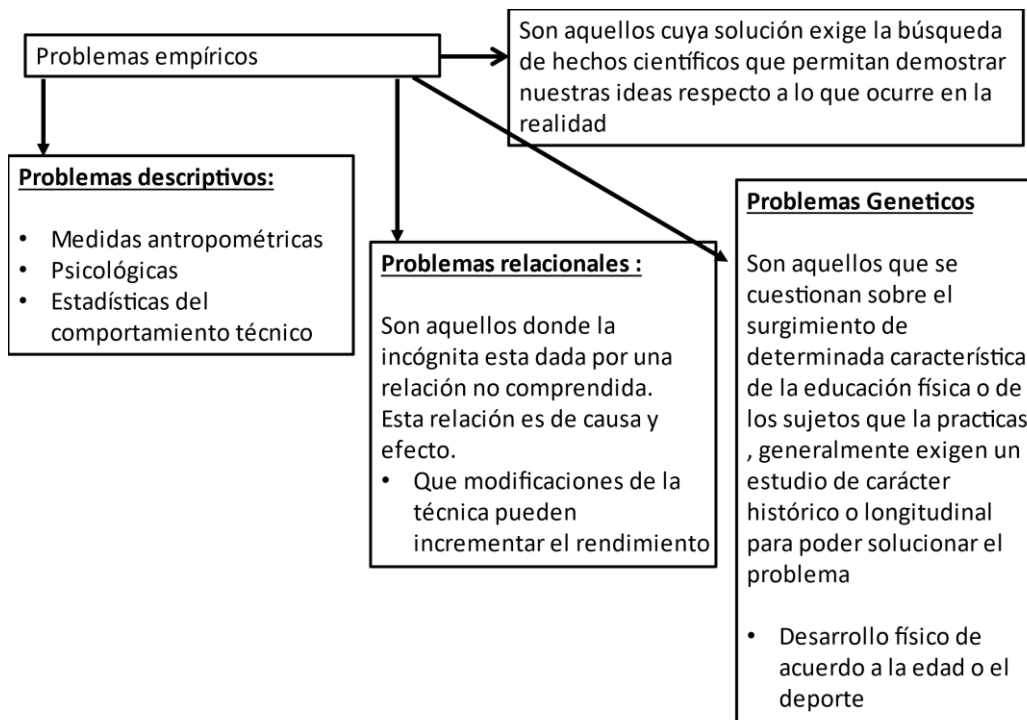 Problemas empíricos
Son aquellos cuya solución exige la búsqueda
de hechos científicos que permitan demostrar
nuestras ideas respecto a lo que ocurre en la
realidad
Problemas descriptivos:
• Medidas antropométricas
• Psicológicas
• Estadísticas del
comportamiento técnico
Problemas relacionales :
Son aquellos donde la
incógnita esta dada por una
relación no comprendida.
Esta relación es de causa y
efecto.
• Que modificaciones de la
técnica pueden
incrementar el rendimiento
Problemas Geneticos
Son aquellos que se
cuestionan sobre el
surgimiento de
determinada característica
de la educación física o de
los sujetos que la practicas
, generalmente exigen un
estudio de carácter
histórico o longitudinal
para poder solucionar el
problema
• Desarrollo físico de
acuerdo a la edad o el
deporte